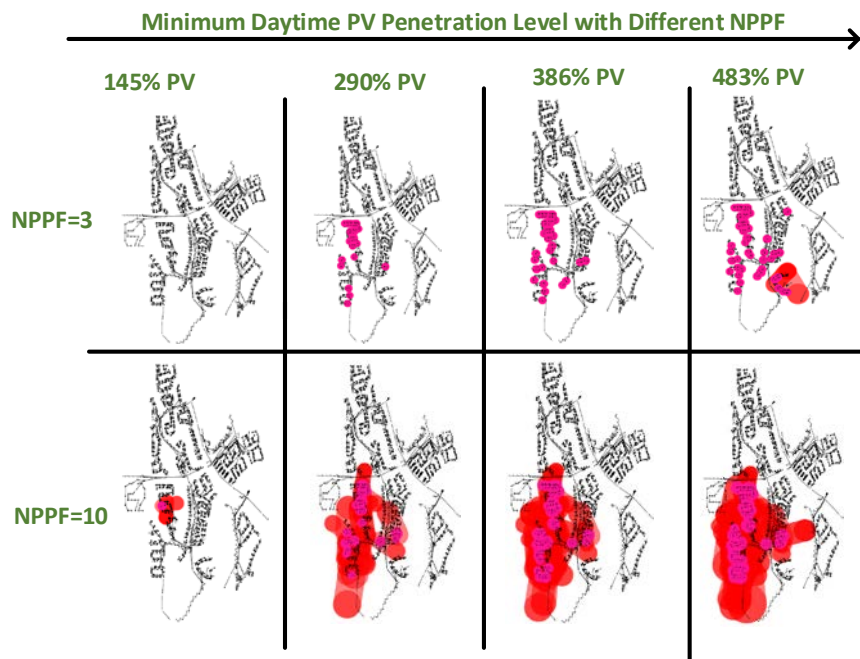 Minimum Daytime PV Penetration Level with Different NPPF
145% PV
290% PV
386% PV
483% PV
NPPF=3
NPPF=10